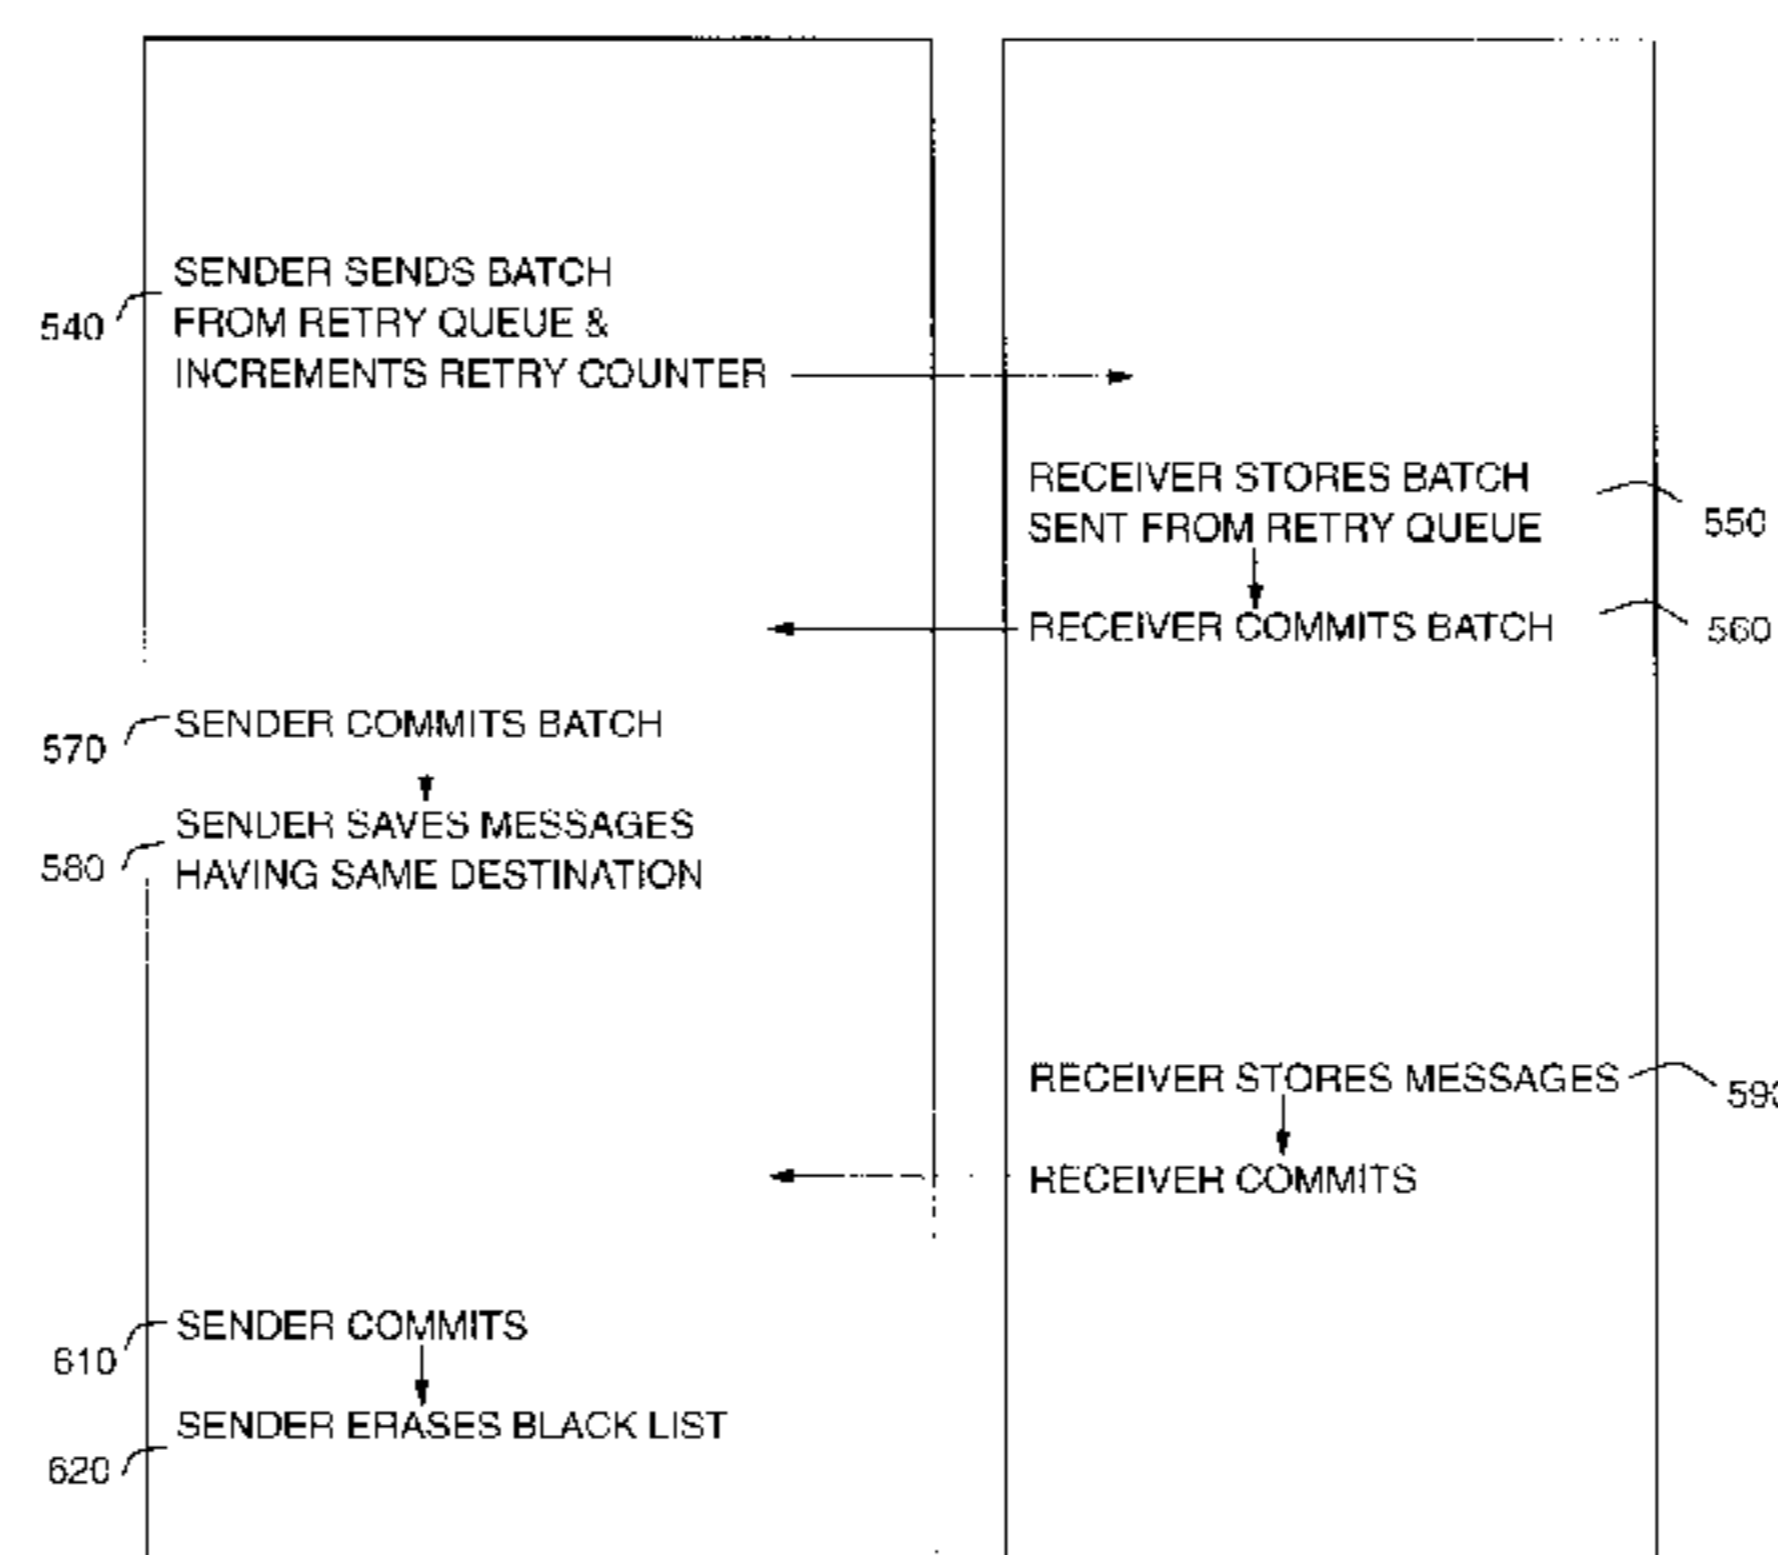 SENDER SENDS BATCH
540
FROM RETRY QUEUE &
INCREMENTS RETRY COUNTER
RECEIVER STORES BATCH
550
SENT FROM RETRY QUEUE
RECEIVER COMMITS BATCH
560
SENDER COMMITS BATCH
570
SENDER SAVES MESSAGES
580
HAVING SAME DESTINATION
RECEIVER STORES MESSAGES
RECEIVER COMMITS
SENDER COMMITS
610
SENDER ERASES BLACK LIST
620